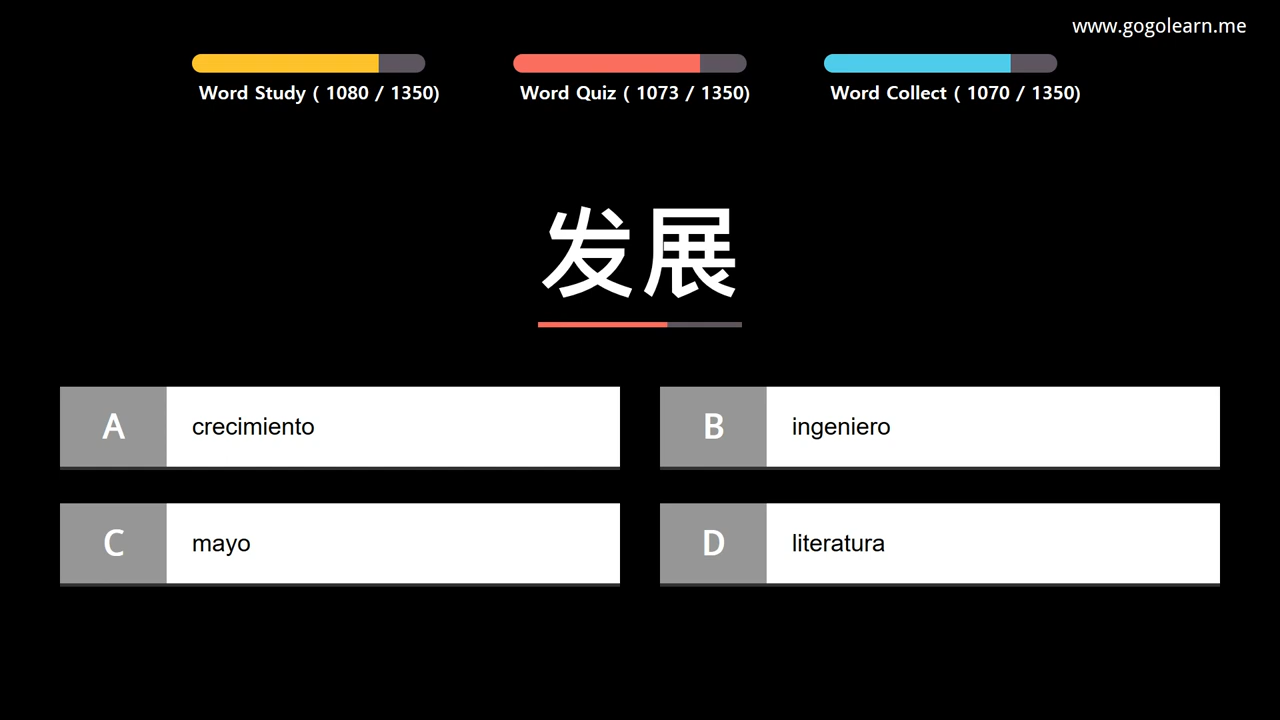 www.gogolearn.me
Word Study ( 1080 / 1350)
Word Quiz ( 1073 / 1350)
Word Collect ( 1070 / 1350)
发展
A crecimiento
B ingeniero
C mayo
D literatura